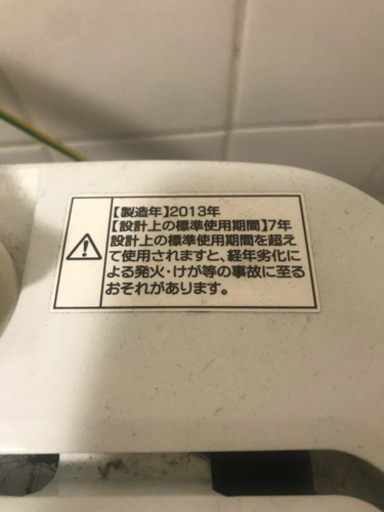 【製造年】2013年
【設計上の標準使用期間】7年
設計上の標準使用期間を超え
て使用されますと、経年劣化に
よる発火・けが等の事故に至る
おそれがあります。